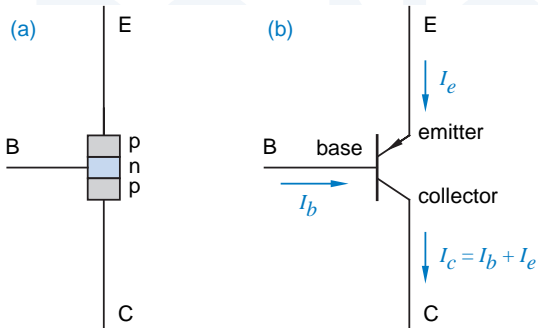 (a)
E
B
p
n
p
C
(b)
E
I_e
emitter
B
base
I_b
collector
I_c = I_b + I_e
C